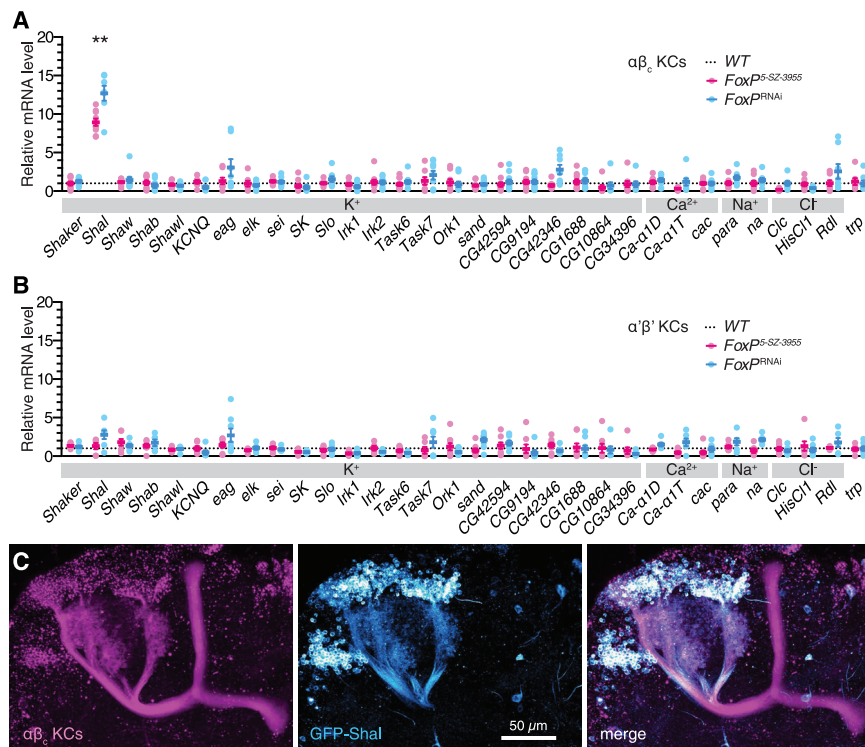 A
Relative mRNA level
20
15
10
5
0
**
αβc KCs
WT
FoxP5-SZ-3955
FoxPRNAi
K+
Ca2+
Na+
Cl-
Shaker
Shal
Shaw
Shab
Shawl
KCNQ
eag
elk
sei
SK
Slo
Irk1
Irk2
Task6
Task7
Ork1
sand
CG42594
CG9194
CG42346
CG1688
CG10864
CG34396
Ca-α1D
Ca-α1T
cac
para
na
Clc
HisCl1
Rdl
trp
B
Relative mRNA level
20
15
10
5
0
α'β' KCs
WT
FoxP5-SZ-3955
FoxPRNAi
K+
Ca2+
Na+
Cl-
Shaker
Shal
Shaw
Shab
Shawl
KCNQ
eag
elk
sei
SK
Slo
Irk1
Irk2
Task6
Task7
Ork1
sand
CG42594
CG9194
CG42346
CG1688
CG10864
CG34396
Ca-α1D
Ca-α1T
cac
para
na
Clc
HisCl1
Rdl
trp
C
αβc KCs
GFP-Shal
50 µm
merge